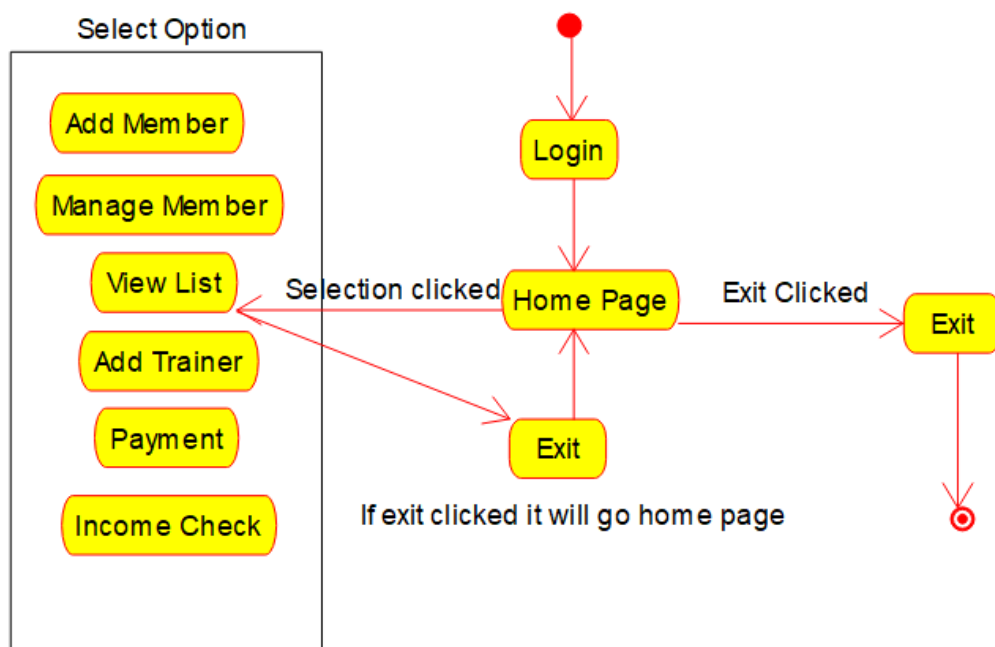 Select Option
Add Member
Manage Member
View List
Add Trainer
Payment
Income Check
Login
Selection clicked
Home Page
Exit Clicked
Exit
Exit
If exit clicked it will go home page